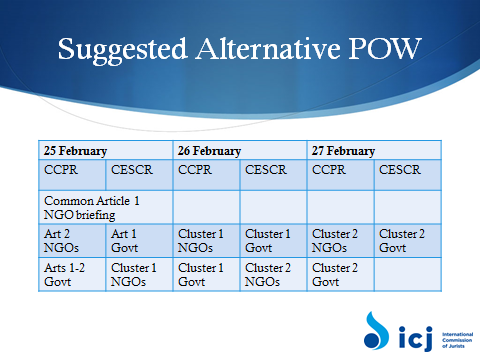 Suggested Alternative POW
25 February 26 February 27 February
CCPR CESCR CCPR CESCR CCPR CESCR
Common Article 1
NGO briefing
Art 2 Art 1 Cluster 1 Cluster 1 Cluster 2 Cluster 2
NGOs Govt NGOs Govt NGOs Govt
Arts 1-2 Cluster 1 Cluster 1 Cluster 2 Cluster 2
Govt NGOs Govt NGOs Govt
icj International
Commission
of Jurists